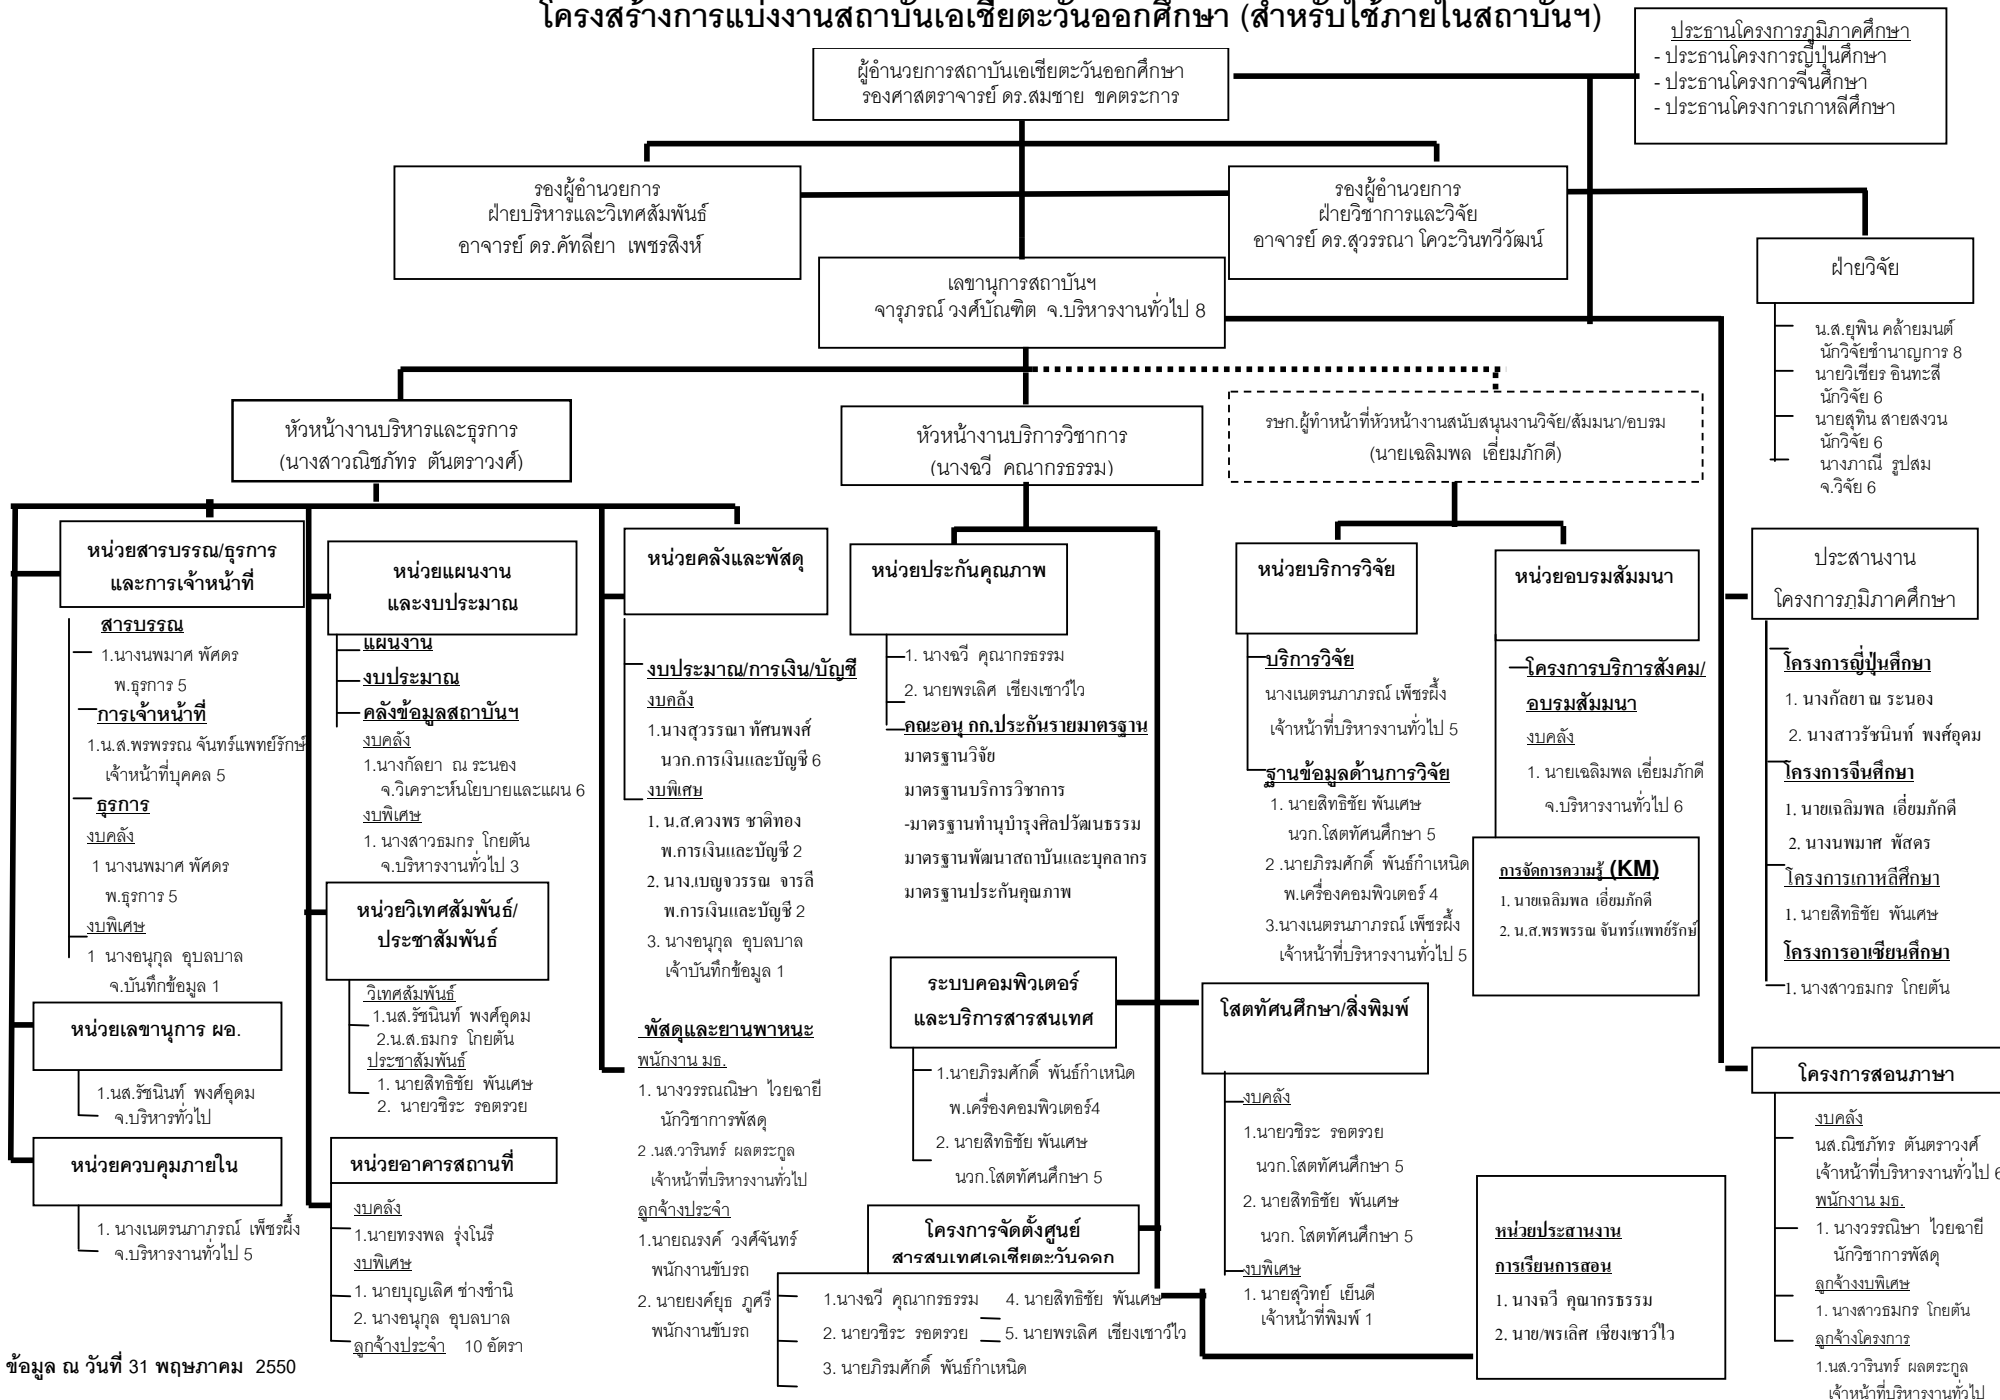 โครงสร้างการแบ่งงานสถาบันเอเชียตะวันออกศึกษา (สำหรับใช้ภายในสถาบันฯ)
ประธานโครงการภูมิภาคศึกษา
- ประธานโครงการญี่ปุ่นศึกษา
- ประธานโครงการจีนศึกษา
- ประธานโครงการเกาหลีศึกษา
ผู้อำนวยการสถาบันเอเชียตะวันออกศึกษา
รองศาสตราจารย์ ดร.สมชาย ชคตระการ
รองผู้อำนวยการ
ฝ่ายบริหารและวิเทศสัมพันธ์
อาจารย์ ดร.คัทลียา เพชรสิงห์
รองผู้อำนวยการ
ฝ่ายวิชาการและวิจัย
อาจารย์ ดร.สุวรรณา โควะวินทวีวัฒน์
เลขานุการสถาบันฯ
จารุภรณ์ วงศ์บัณฑิต จ.บริหารงานทั่วไป 8
ฝ่ายวิจัย
น.ส.ยุพิน คล้ายมนต์
นักวิจัยชำนาญการ 8
นายวิเชียร อินทะสี
นักวิจัย 6
นายสุทิน สายสงวน
นักวิจัย 6
นางภาณี รูปสม
จ.วิจัย 6
หัวหน้างานบริหารและธุรการ
(นางสาวณิชภัทร ตันตราวงศ์)
หัวหน้างานบริการวิชาการ
(นางฉวี คณากรธรรม)
รษก.ผู้ทำหน้าที่หัวหน้างานสนับสนุนงานวิจัย/สัมมนา/อบรม
(นายเฉลิมพล เอี่ยมภักดี)
หน่วยสารบรรณ/ธุรการ
และการเจ้าหน้าที่
สารบรรณ
1.นางนพมาศ พัศดร
พ.ธุรการ 5
การเจ้าหน้าที่
1.น.ส.พรพรรณ จันทร์แพทย์รักษ์
เจ้าหน้าที่บุคคล 5
ธุรการ
งบคลัง
1 นางนพมาศ พัศดร
พ.ธุรการ 5
งบพิเศษ
1 นางอนุกุล อุบลบาล
จ.บันทึกข้อมูล 1
หน่วยเลขานุการ ผอ.
1.นส.รัชนินท์ พงศ์อุดม
จ.บริหารทั่วไป
หน่วยควบคุมภายใน
1. นางเนตรนภาภรณ์ เพ็ชรผึ้ง
จ.บริหารงานทั่วไป 5
หน่วยแผนงาน
และงบประมาณ
แผนงาน
งบประมาณ
คลังข้อมูลสถาบันฯ
งบคลัง
1.นางกัลยา ณ ระนอง
จ.วิเคราะห์นโยบายและแผน 6
งบพิเศษ
1. นางสาวธมกร โกยตัน
จ.บริหารงานทั่วไป 3
หน่วยวิเทศสัมพันธ์/
ประชาสัมพันธ์
วิเทศสัมพันธ์
1.นส.รัชนินท์ พงศ์อุดม
2.น.ส.ธมกร โกยตัน
ประชาสัมพันธ์
1. นายสิทธิชัย พันเศษ
2. นายวชิระ รอตรวย
หน่วยอาคารสถานที่
งบคลัง
1.นายทรงพล รุ่งโนรี
งบพิเศษ
1. นายบุญเลิศ ช่างชำนิ
2. นางอนุกุล อุบลบาล
ลูกจ้างประจำ 10 อัตรา
หน่วยคลังและพัสดุ
งบประมาณ/การเงิน/บัญชี
งบคลัง
1.นางสุวรรณา ทัศนพงศ์
นวก.การเงินและบัญชี 6
งบพิเศษ
1. น.ส.ดวงพร ชาติทอง
พ.การเงินและบัญชี 2
2. นาง.เบญจวรรณ จารลี
พ.การเงินและบัญชี 2
3. นางอนุกุล อุบลบาล
เจ้าบันทึกข้อมูล 1
พัสดุและยานพาหนะ
พนักงาน มธ.
1. นางวรรณณิษา ไวยฉายี
นักวิชาการพัสดุ
2 .นส.วารินทร์ ผลตระกูล
เจ้าหน้าที่บริหารงานทั่วไป
ลูกจ้างประจำ
1.นายณรงค์ วงศ์จันทร์
พนักงานขับรถ
2. นายยงค์ยุธ ภูศรี
พนักงานขับรถ
หน่วยประกันคุณภาพ
1. นางฉวี คุณากรธรรม
2. นายพรเลิศ เชียงเชาว์ไว
คณะอนุ กก.ประกันรายมาตรฐาน
มาตรฐานวิจัย
มาตรฐานบริการวิชาการ
-มาตรฐานทำนุบำรุงศิลปวัฒนธรรม
มาตรฐานพัฒนาสถาบันและบุคลากร
มาตรฐานประกันคุณภาพ
ระบบคอมพิวเตอร์
และบริการสารสนเทศ
1.นายภิรมศักดิ์ พันธ์กำเหนิด
พ.เครื่องคอมพิวเตอร์4
2. นายสิทธิชัย พันเศษ
นวก.โสตทัศนศึกษา 5
โครงการจัดตั้งศูนย์
สารสนเทศเอเชียตะวันออก
1.นางฉวี คุณากรธรรม 4. นายสิทธิชัย พันเศษ
2. นายวชิระ รอตรวย 5. นายพรเลิศ เชียงเชาว์ไว
3. นายภิรมศักดิ์ พันธ์กำเหนิด
หน่วยบริการวิจัย
บริการวิจัย
นางเนตรนภาภรณ์ เพ็ชรผึ้ง
เจ้าหน้าที่บริหารงานทั่วไป 5
ฐานข้อมูลด้านการวิจัย
1. นายสิทธิชัย พันเศษ
นวก.โสตทัศนศึกษา 5
2 .นายภิรมศักดิ์ พันธ์กำเหนิด
พ.เครื่องคอมพิวเตอร์ 4
3.นางเนตรนภาภรณ์ เพ็ชรผึ้ง
เจ้าหน้าที่บริหารงานทั่วไป 5
โสตทัศนศึกษา/สิ่งพิมพ์
งบคลัง
1.นายวชิระ รอตรวย
นวก.โสตทัศนศึกษา 5
2. นายสิทธิชัย พันเศษ
นวก. โสตทัศนศึกษา 5
งบพิเศษ
1. นายสุวิทย์ เย็นดี
เจ้าหน้าที่พิมพ์ 1
หน่วยอบรมสัมมนา
โครงการบริการสังคม/
อบรมสัมมนา
งบคลัง
1. นายเฉลิมพล เอี่ยมภักดี
จ.บริหารงานทั่วไป 6
การจัดการความรู้ (KM)
1. นายเฉลิมพล เอี่ยมภักดี
2. น.ส.พรพรรณ จันทร์แพทย์รักษ์
หน่วยประสานงาน
การเรียนการสอน
1. นางฉวี คุณากรธรรม
2. นาย/พรเลิศ เชียงเชาว์ไว
ประสานงาน
โครงการภูมิภาคศึกษา
โครงการญี่ปุ่นศึกษา
1. นางกัลยา ณ ระนอง
2. นางสาวรัชนินท์ พงศ์อุดม
โครงการจีนศึกษา
1. นายเฉลิมพล เอี่ยมภักดี
2. นางนพมาศ พัสดร
โครงการเกาหลีศึกษา
1. นายสิทธิชัย พันเศษ
โครงการอาเซียนศึกษา
1. นางสาวธมกร โกยตัน
โครงการสอนภาษา
งบคลัง
นส.ณิชภัทร ตันตราวงศ์
เจ้าหน้าที่บริหารงานทั่วไป 6
พนักงาน มธ.
1. นางวรรณิษา ไวยฉายี
นักวิชาการพัสดุ
ลูกจ้างงบพิเศษ
1. นางสาวธมกร โกยตัน
ลูกจ้างโครงการ
1.นส.วารินทร์ ผลตระกูล
เจ้าหน้าที่บริหารงานทั่วไป
ข้อมูล ณ วันที่ 31 พฤษภาคม 2550